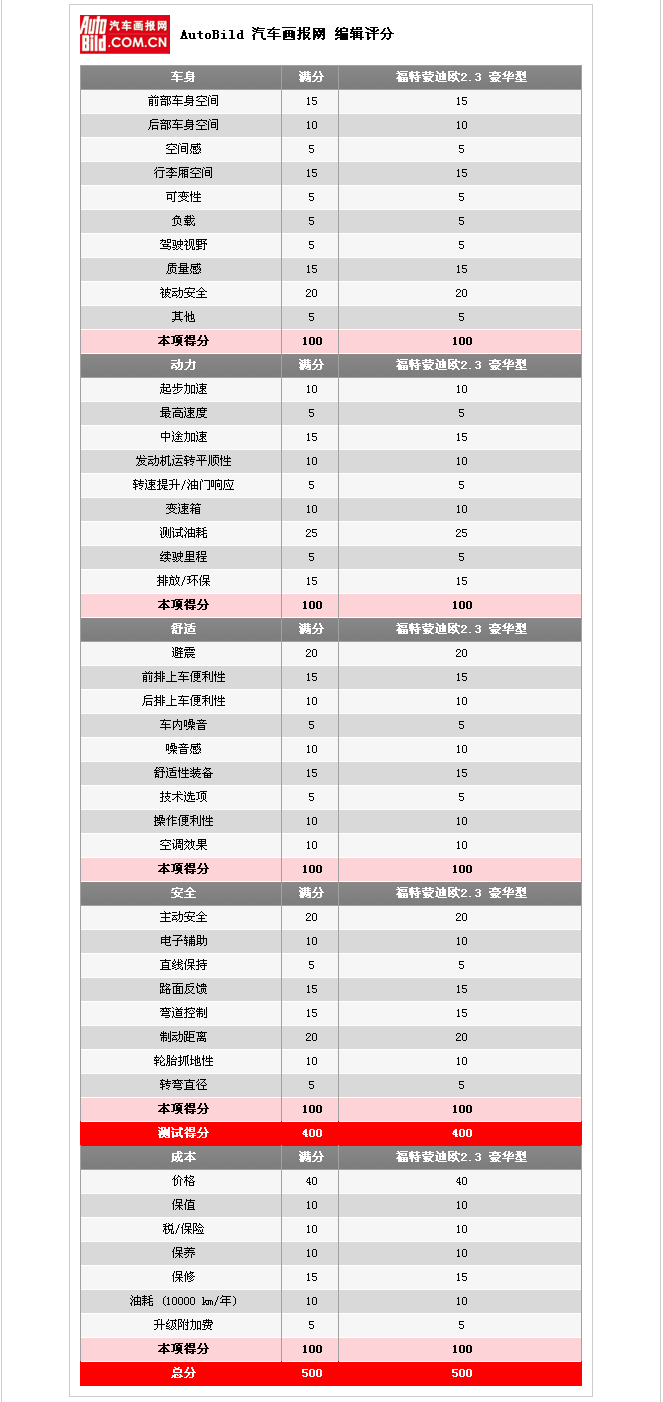 Auto Bild 汽车画报网 .COM.CN
AutoBild 汽车画报网 编辑评分
车身 满分 福特蒙迪欧2.3 豪华型
前部车身空间 15 15
后部车身空间 10 10
空间感 5 5
行李厢空间 15 15
可变性 5 5
负载 5 5
驾驶视野 5 5
质量感 15 15
被动安全 20 20
其他 5 5
本项得分 100 100
动力 满分 福特蒙迪欧2.3 豪华型
起步加速 10 10
最高速度 5 5
中途加速 15 15
发动机运转平顺性 10 10
转速提升/油门响应 5 5
变速箱 10 10
测试油耗 25 25
续驶里程 5 5
排放/环保 15 15
本项得分 100 100
舒适 满分 福特蒙迪欧2.3 豪华型
避震 20 20
前排上车便利性 15 15
后排上车便利性 10 10
车内噪音 5 5
噪音感 10 10
舒适性装备 15 15
技术选项 5 5
操作便利性 10 10
空调效果 10 10
本项得分 100 100
安全 满分 福特蒙迪欧2.3 豪华型
主动安全 20 20
电子辅助 10 10
直线保持 5 5
路面反馈 15 15
弯道控制 15 15
制动距离 20 20
轮胎抓地性 10 10
转弯直径 5 5
本项得分 100 100
测试得分 400 400
成本 满分 福特蒙迪欧2.3 豪华型
价格 40 40
保值 10 10
税/保险 10 10
保养 10 10
保修 15 15
油耗 (10000 km/年) 10 10
升级附加费 5 5
本项得分 100 100
总分 500 500